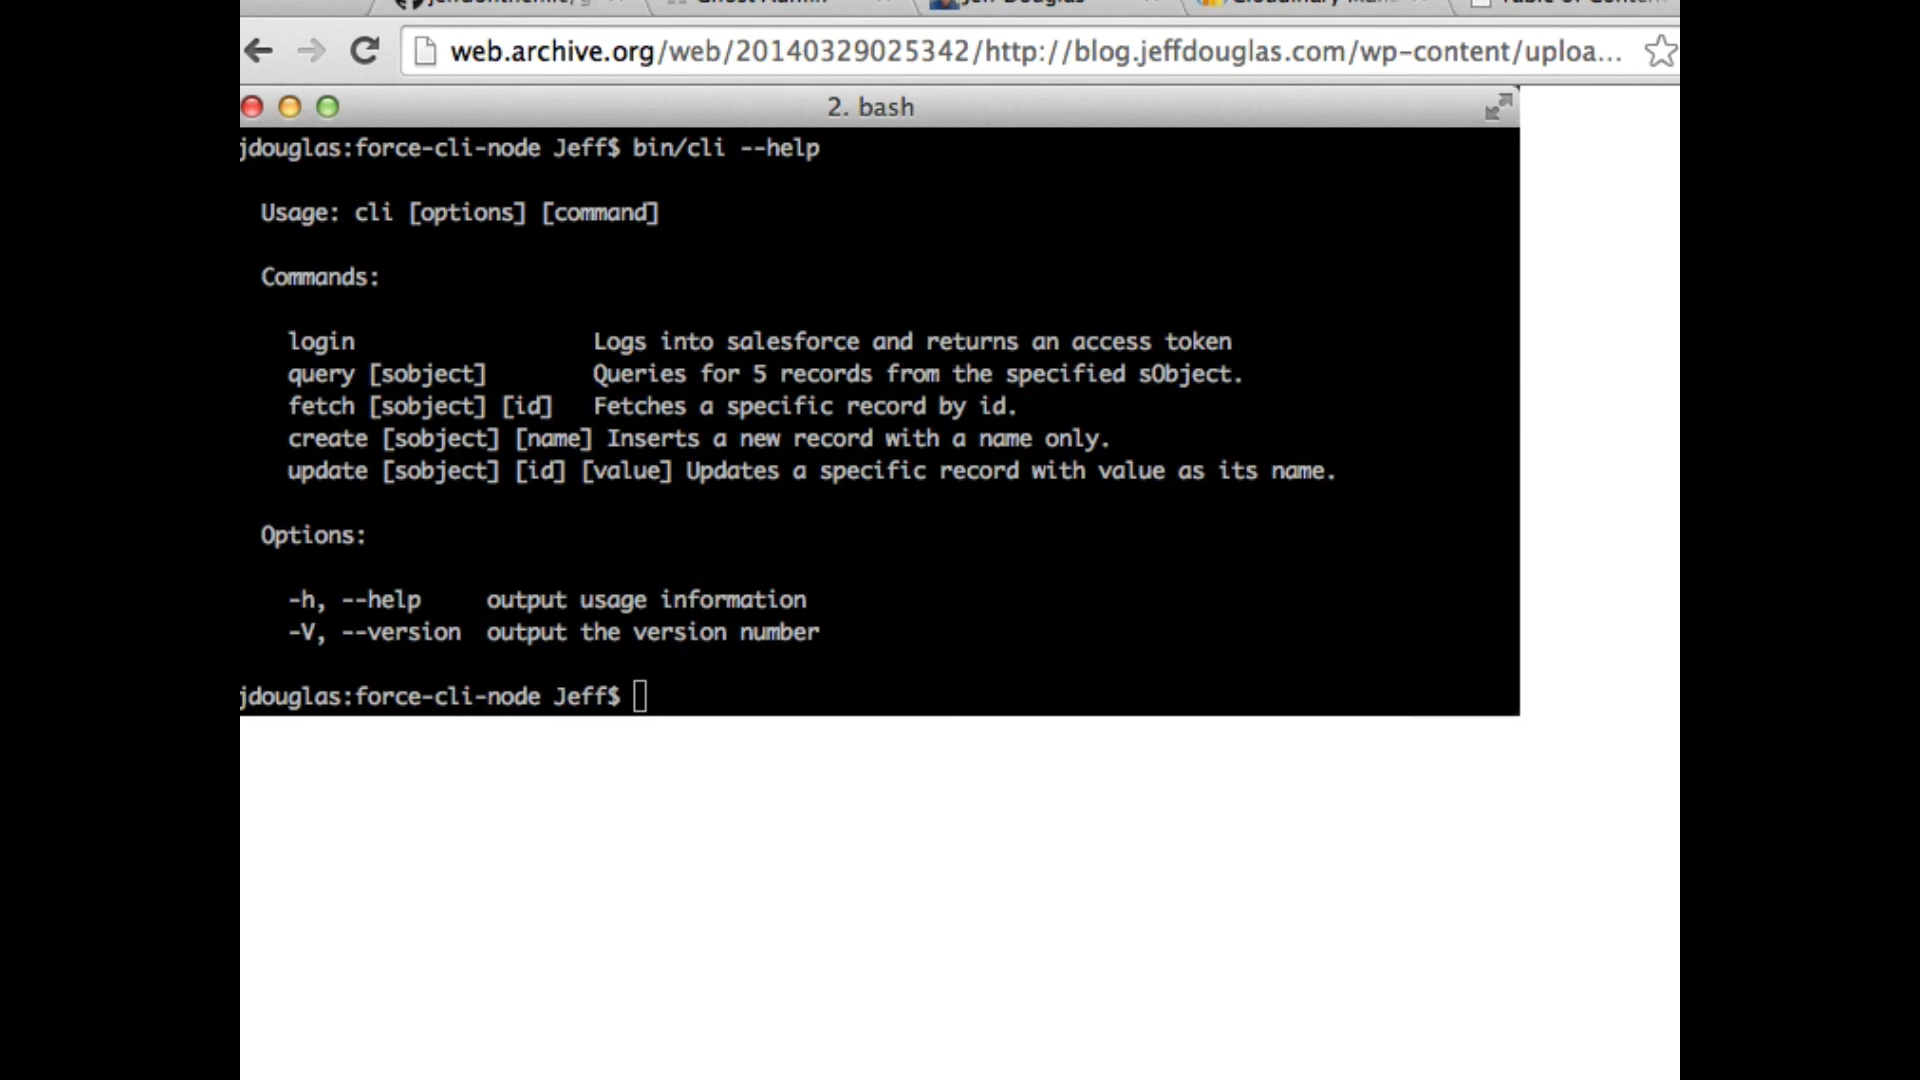 Jeff Douglas
web.archive.org/web/20140329025342/http://blog.jeffdouglas.com/wp-content/uploa...
2. bash
jdouglas:force-cli-node Jeff$ bin/cli --help
Usage: cli [options] [command]
Commands:
login Logs into salesforce and returns an access token
query [sobject] Queries for 5 records from the specified sObject.
fetch [sobject] [id] Fetches a specific record by id.
create [sobject] [name] Inserts a new record with a name only.
update [sobject] [id] [value] Updates a specific record with value as its name.
Options:
-h, --help output usage information
-V, --version output the version number
jdouglas:force-cli-node Jeff$